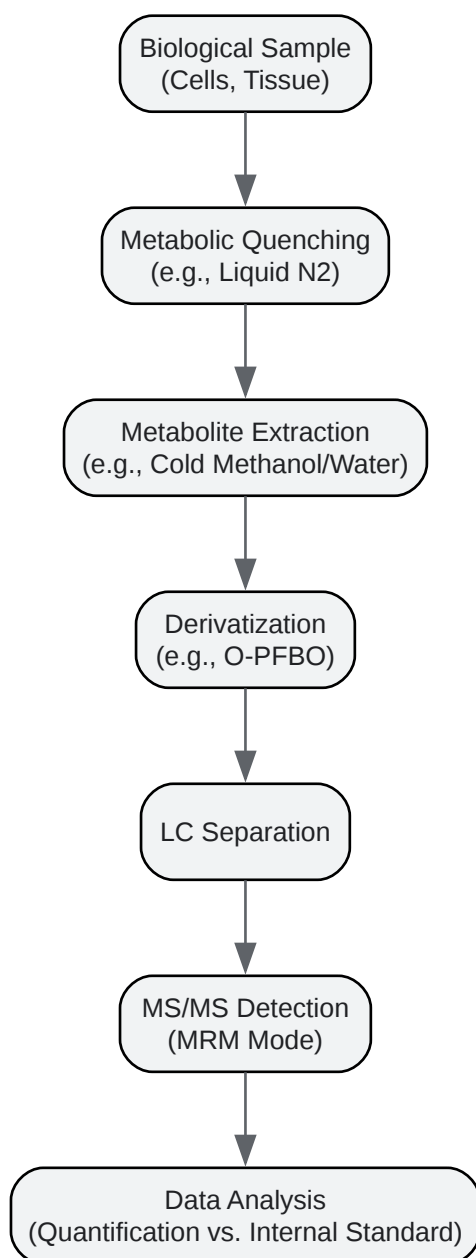 Biological Sample
(Cells, Tissue)
Metabolic Quenching
(e.g., Liquid N2)
Metabolite Extraction
(e.g., Cold Methanol/Water)
Derivatization
(e.g., O-PFBO)
LC Separation
MS/MS Detection
(MRM Mode)
Data Analysis
(Quantification vs. Internal Standard)